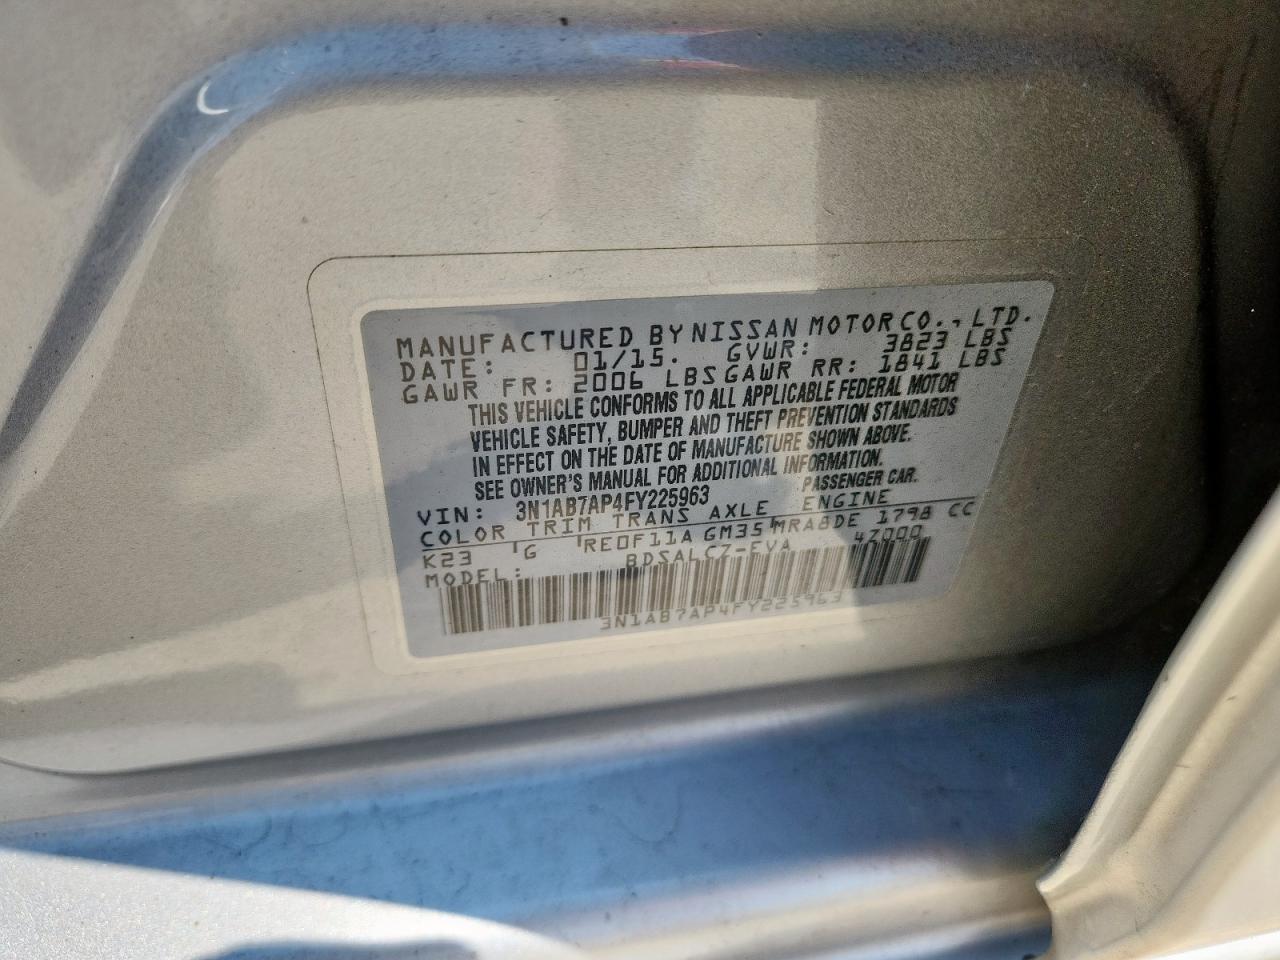 MANUFACTURED BY NISSAN MOTOR CO., LTD.
DATE: 01/15. GVWR: 3823 LBS
GAWR FR: 2006 LBS GAWR RR: 1841 LBS
THIS VEHICLE CONFORMS TO ALL APPLICABLE FEDERAL MOTOR
VEHICLE SAFETY, BUMPER AND THEFT PREVENTION STANDARDS
IN EFFECT ON THE DATE OF MANUFACTURE SHOWN ABOVE.
SEE OWNER'S MANUAL FOR ADDITIONAL INFORMATION.
VIN: 3N1AB7AP4FY225963 PASSENGER CAR.
COLOR TRIM TRANS AXLE ENGINE
K23 G RE0F11A GM35 MRA8DE 1798 CC
MODEL: BDSALCZ-EVA 4Z000
3N1AB7AP4FY225963